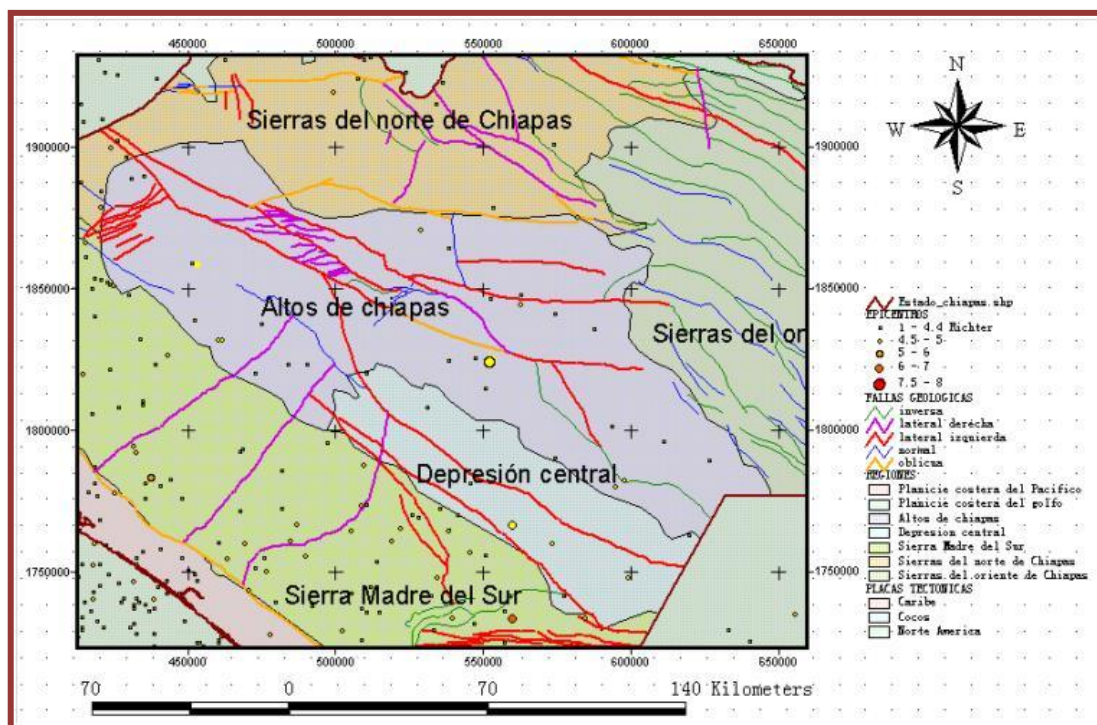 450000 500000 550000 600000 650000
N
W E
S
1900000 1900000
Sierras del norte de Chiapas
1850000 1850000
Altos de chiapas
Sierras del or
1800000 1800000
Depresión central
1750000 1750000
Sierra Madre del Sur
450000 500000 550000 600000 650000
70 0 70 140 Kilometers
Estado_chiapas.shp
EPICENTROS
1 - 4.4 Richter
4.5 - 5
5 - 6
6 - 7
7.5 - 8
FALLAS GEOLOGICAS
inversa
lateral derecha
lateral izquierda
normal
oblicua
REGIONES
Planicie costera del Pacifico
Planicie costera del golfo
Altos de chiapas
Depresion central
Sierra Madre del Sur
Sierras del norte de Chiapas
Sierras del oriente de Chiapas
PLACAS TECTONICAS
Caribe
Cocos
Norte America